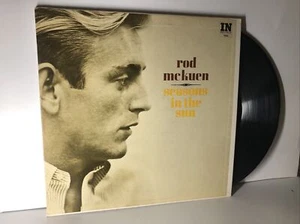 IN
rod
mckuen
seasons
in the
sun